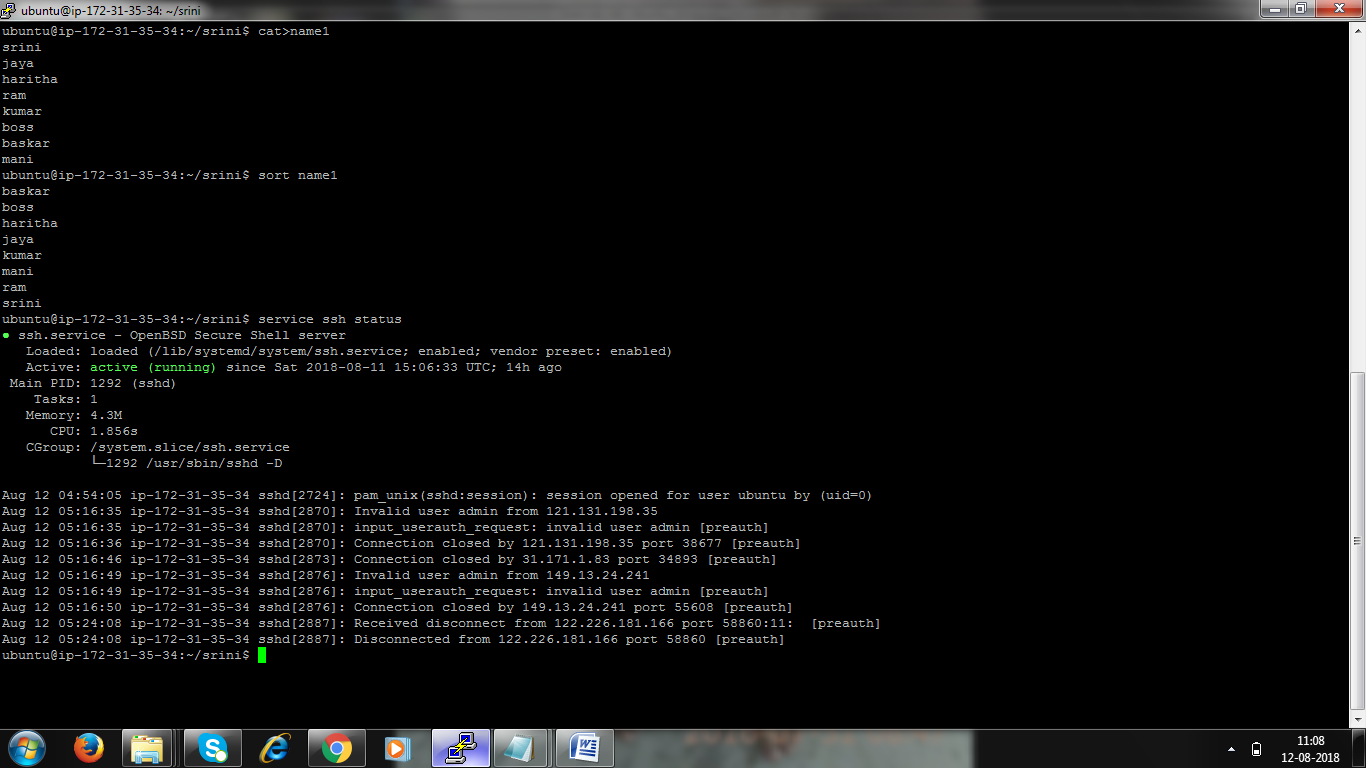 ubuntu@ip-172-31-35-34: ~/srini
ubuntu@ip-172-31-35-34:~/srini$ cat>name1
srini
jaya
haritha
ram
kumar
boss
baskar
mani
ubuntu@ip-172-31-35-34:~/srini$ sort name1
baskar
boss
haritha
jaya
kumar
mani
ram
srini
ubuntu@ip-172-31-35-34:~/srini$ service ssh status
● ssh.service - OpenBSD Secure Shell server
   Loaded: loaded (/lib/systemd/system/ssh.service; enabled; vendor preset: enabled)
   Active: active (running) since Sat 2018-08-11 15:06:33 UTC; 14h ago
 Main PID: 1292 (sshd)
    Tasks: 1
   Memory: 4.3M
      CPU: 1.856s
   CGroup: /system.slice/ssh.service
           └─1292 /usr/sbin/sshd -D
Aug 12 04:54:05 ip-172-31-35-34 sshd[2724]: pam_unix(sshd:session): session opened for user ubuntu by (uid=0)
Aug 12 05:16:35 ip-172-31-35-34 sshd[2870]: Invalid user admin from 121.131.198.35
Aug 12 05:16:35 ip-172-31-35-34 sshd[2870]: input_userauth_request: invalid user admin [preauth]
Aug 12 05:16:36 ip-172-31-35-34 sshd[2870]: Connection closed by 121.131.198.35 port 38677 [preauth]
Aug 12 05:16:46 ip-172-31-35-34 sshd[2873]: Connection closed by 31.171.1.83 port 34893 [preauth]
Aug 12 05:16:49 ip-172-31-35-34 sshd[2876]: Invalid user admin from 149.13.24.241
Aug 12 05:16:49 ip-172-31-35-34 sshd[2876]: input_userauth_request: invalid user admin [preauth]
Aug 12 05:16:50 ip-172-31-35-34 sshd[2876]: Connection closed by 149.13.24.241 port 55608 [preauth]
Aug 12 05:24:08 ip-172-31-35-34 sshd[2887]: Received disconnect from 122.226.181.166 port 58860:11:  [preauth]
Aug 12 05:24:08 ip-172-31-35-34 sshd[2887]: Disconnected from 122.226.181.166 port 58860 [preauth]
ubuntu@ip-172-31-35-34:~/srini$
11:08
12-08-2018